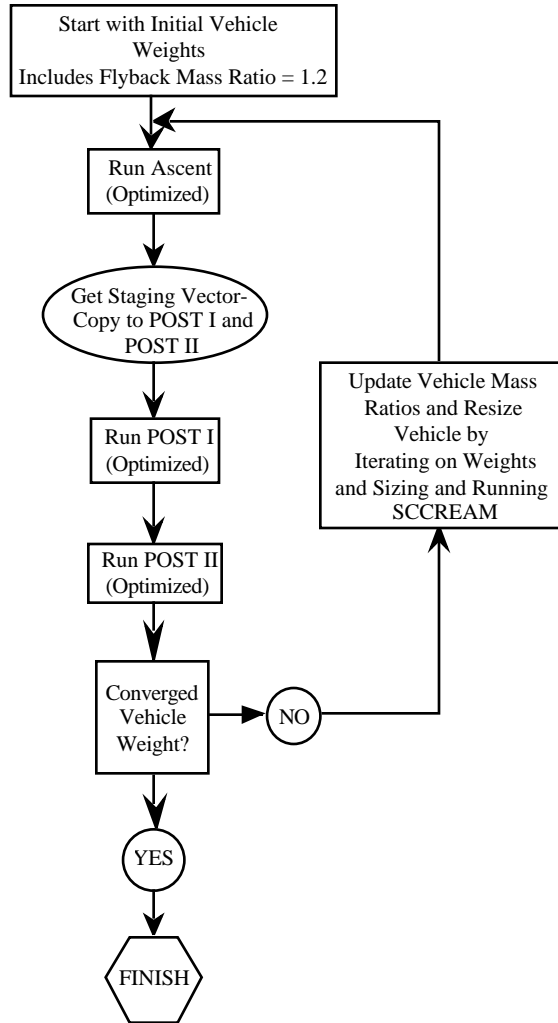 Start with Initial Vehicle
Weights
Includes Flyback Mass Ratio = 1.2
Run Ascent
(Optimized)
Get Staging Vector-
Copy to POST I and
POST II
Run POST I
(Optimized)
Run POST II
(Optimized)
Converged
Vehicle
Weight?
NO
Update Vehicle Mass
Ratios and Resize
Vehicle by
Iterating on Weights
and Sizing and Running
SCCREAM
YES
FINISH